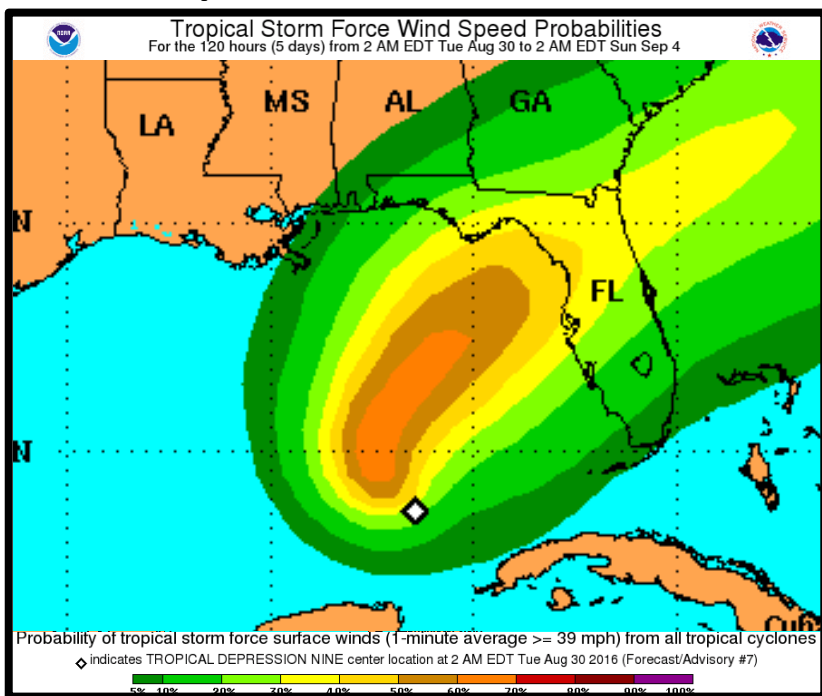 Tropical Storm Force Wind Speed Probabilities
For the 120 hours (5 days) from 2 AM EDT Tue Aug 30 to 2 AM EDT Sun Sep 4
NOAA
MS AL GA
LA
N
FL
N
Cuba
Probability of tropical storm force surface winds (1-minute average >= 39 mph) from all tropical cyclones
indicates TROPICAL DEPRESSION NINE center location at 2 AM EDT Tue Aug 30 2016 (Forecast/Advisory #7)
5% 10% 20% 30% 40% 50% 60% 70% 80% 90% 100%